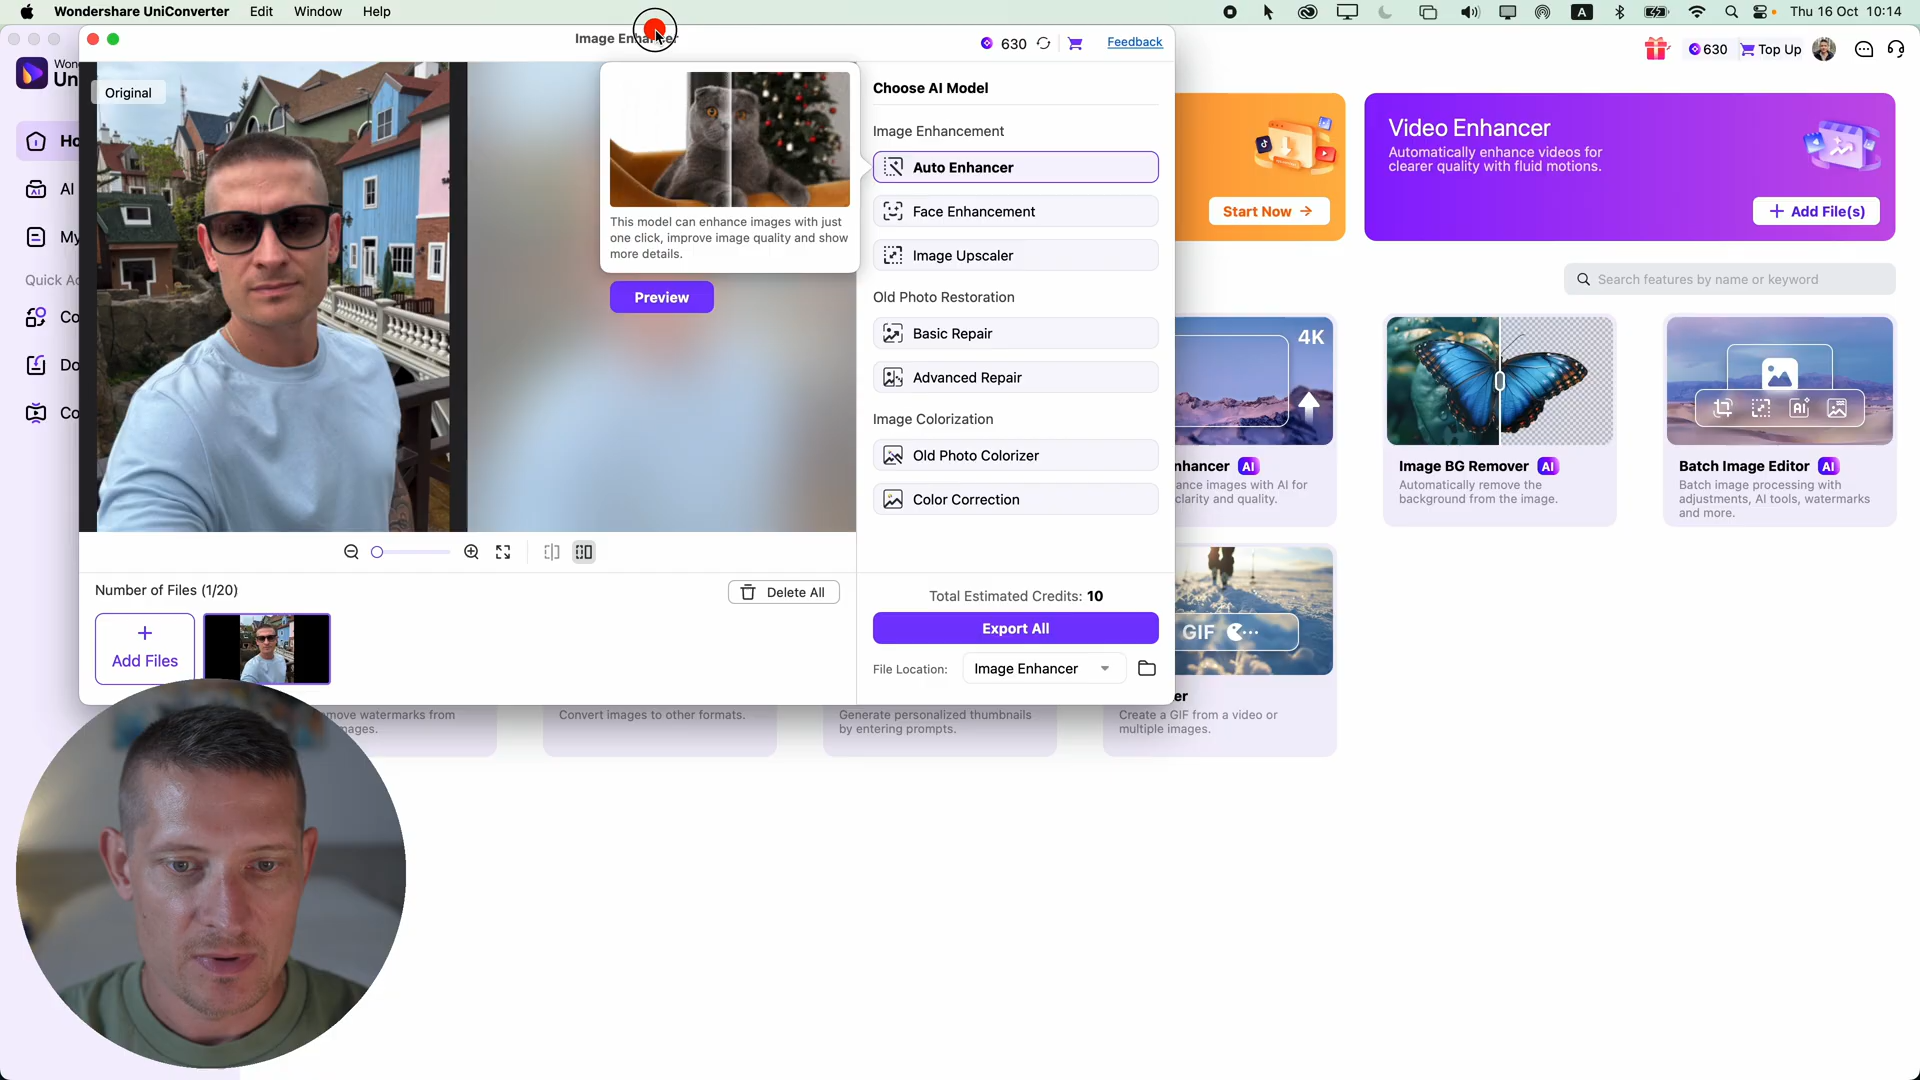 Wondershare UniConverter Edit Window Help
A Thu 16 Oct 10:14
Image Enhancer
630
Feedback
630 Top Up
Original
This model can enhance images with just
one click, improve image quality and show
more details.
Preview
Choose AI Model
Image Enhancement
Auto Enhancer
Face Enhancement
Image Upscaler
Old Photo Restoration
Basic Repair
Advanced Repair
Image Colorization
Old Photo Colorizer
Color Correction
Number of Files (1/20)
Delete All
Add Files
Total Estimated Credits: 10
Export All
File Location: Image Enhancer
Won
Un
Ho
AI
My
Quick Ac
Co
Do
Co
Start Now →
Video Enhancer
Automatically enhance videos for
clearer quality with fluid motions.
Add File(s)
Search features by name or keyword
4K
nhancer AI
ance images with AI for
clarity and quality.
Image BG Remover AI
Automatically remove the
background from the image.
AI
Batch Image Editor AI
Batch image processing with
adjustments, AI tools, watermarks
and more.
move watermarks from
mages.
Convert images to other formats.
Generate personalized thumbnails
by entering prompts.
GIF
er
Create a GIF from a video or
multiple images.